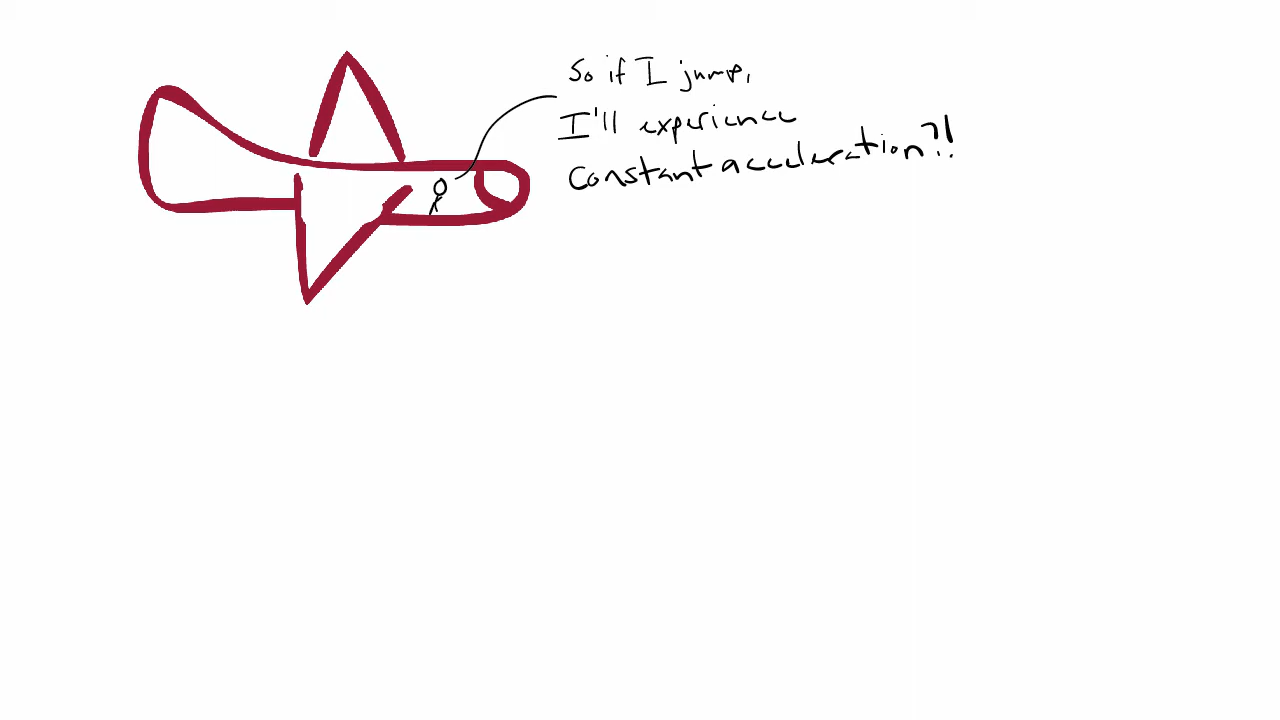 So if I jump,
I'll experience
constant acceleration?!